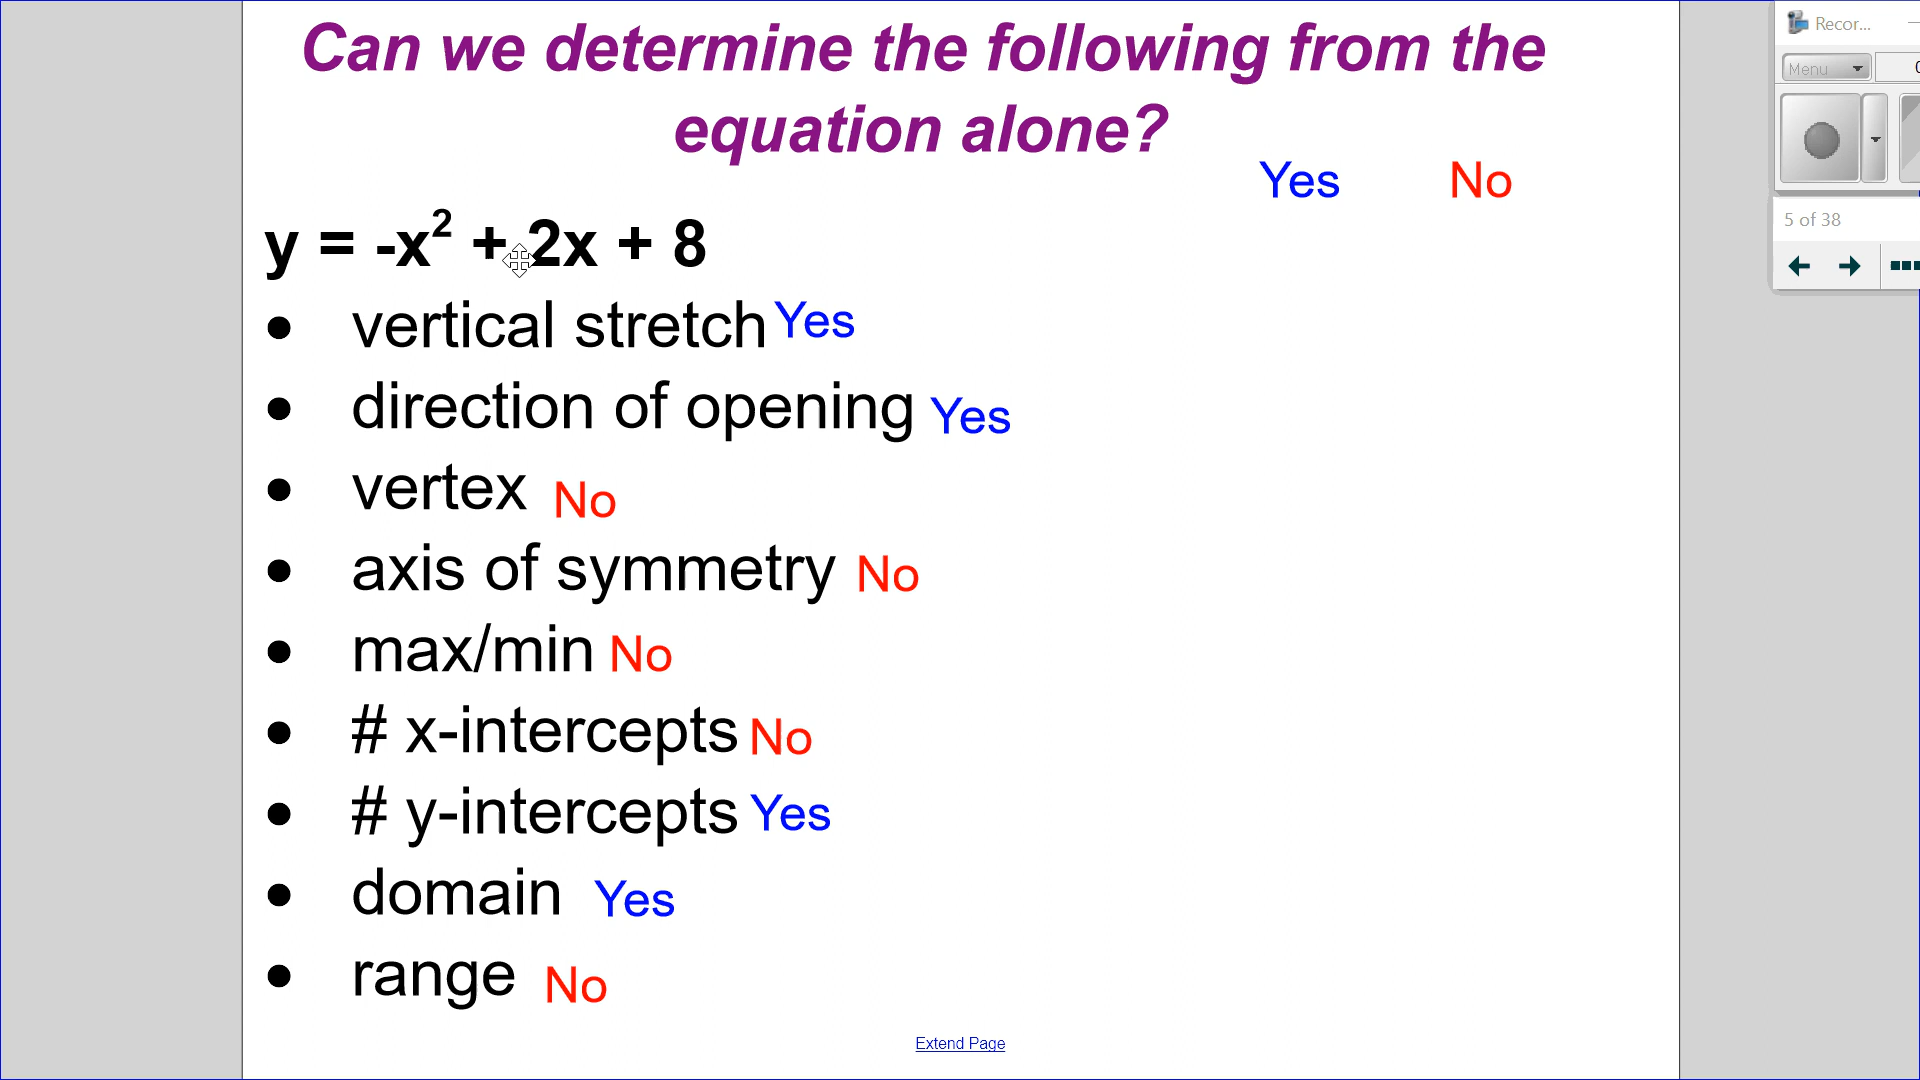 Can we determine the following from the
equation alone?
Yes No
y = -x² + 2x + 8
• vertical stretch Yes
• direction of opening Yes
• vertex No
• axis of symmetry No
• max/min No
• # x-intercepts No
• # y-intercepts Yes
• domain Yes
• range No
Extend Page
Recor...
Menu
5 of 38